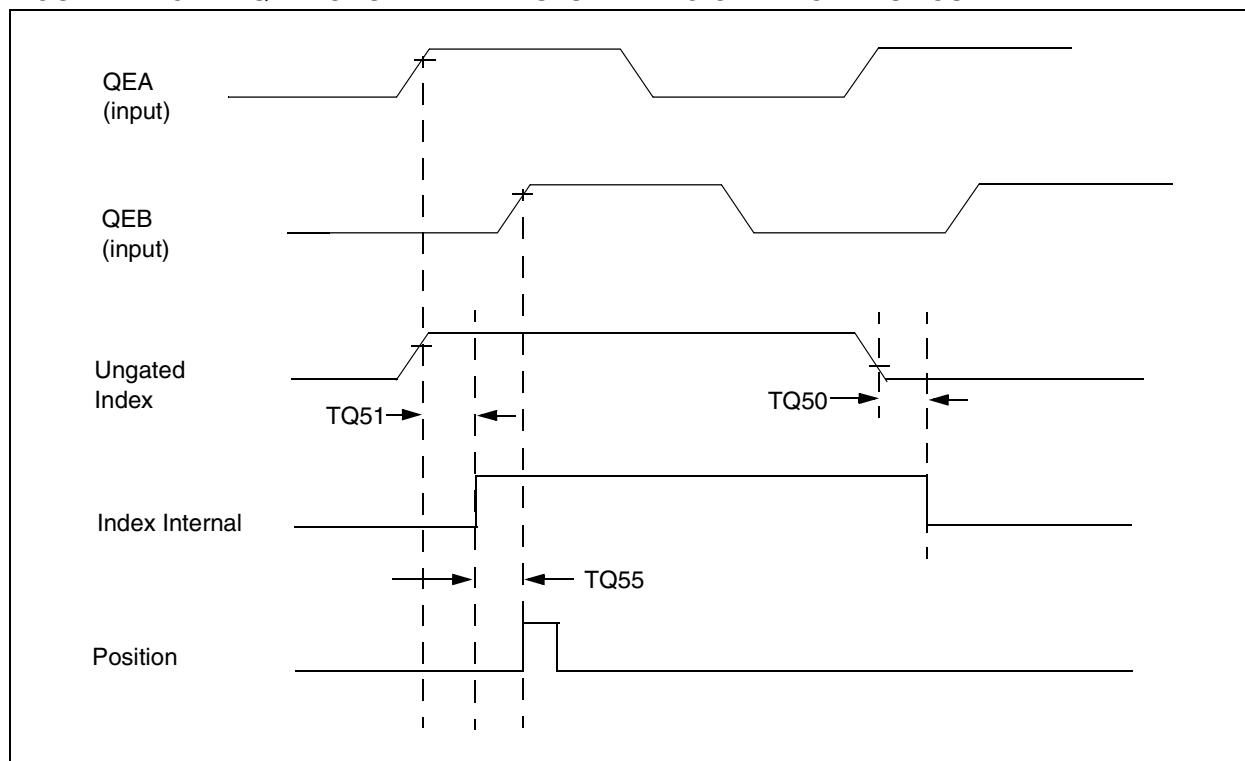 QEA
(input)
QEB
(input)
Ungated
Index
TQ51
TQ50
Index Internal
TQ55
Position